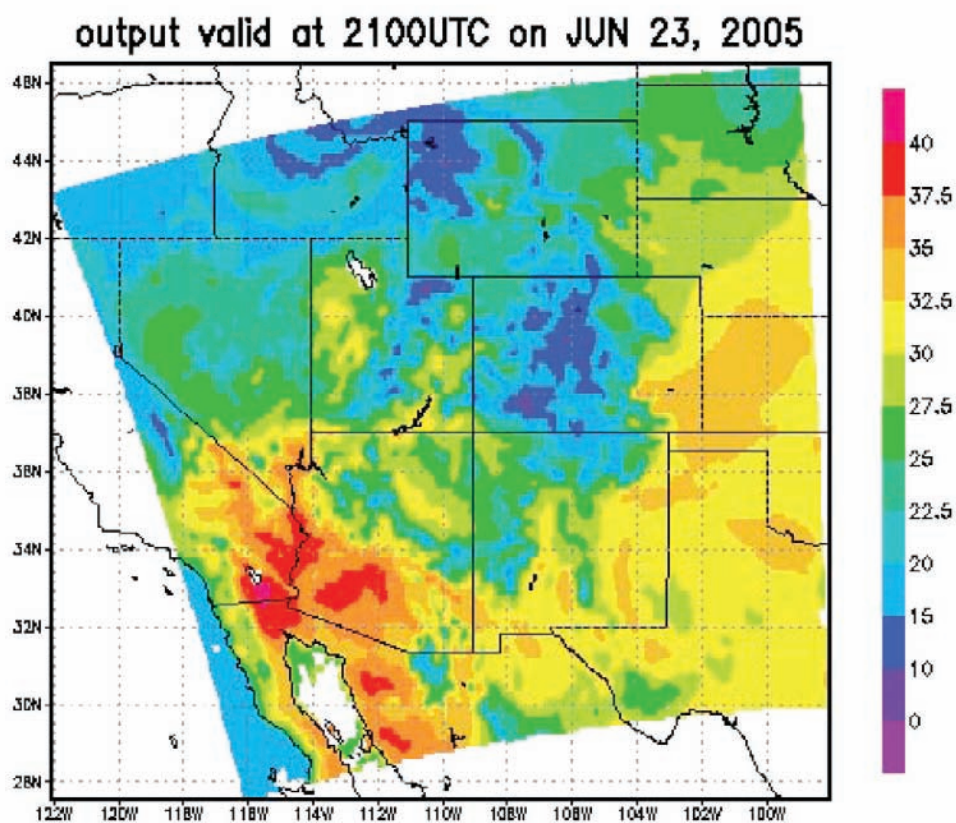 output valid at 2100UTC on JUN 23, 2005
48N
46N
44N
42N
40N
38N
36N
34N
32N
30N
28N
122W 120W 118W 116W 114W 112W 110W 108W 106W 104W 102W 100W
40
37.5
35
32.5
30
27.5
25
22.5
20
15
10
0